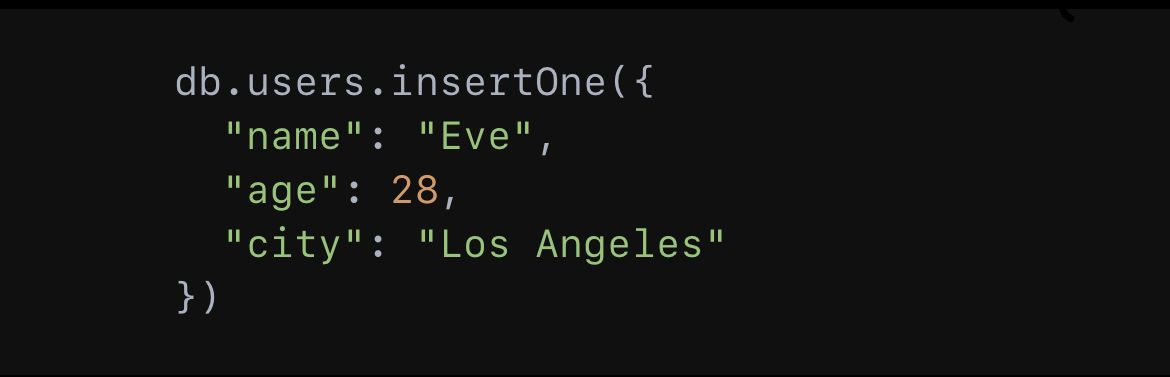 db.users.insertOne({
  "name": "Eve",
  "age": 28,
  "city": "Los Angeles"
})